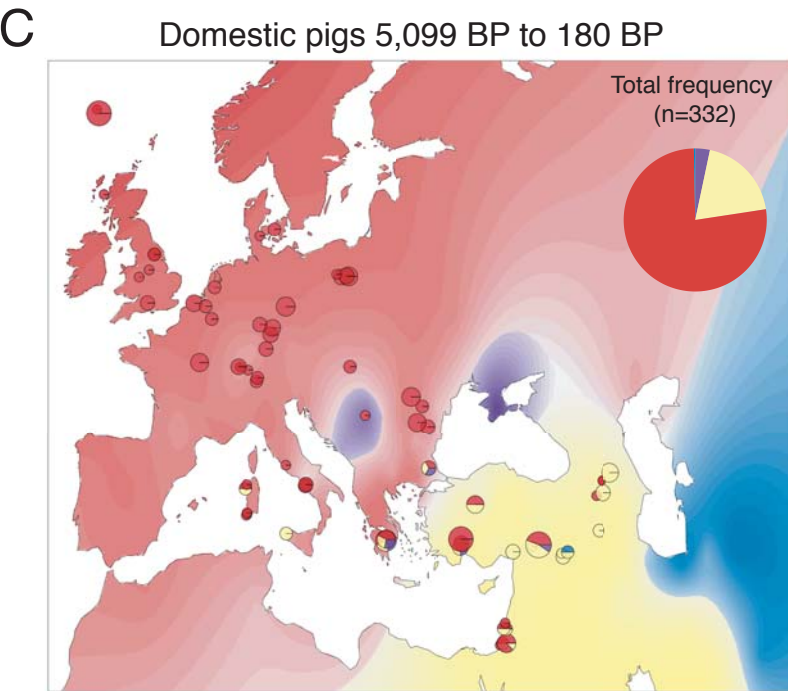 C
Domestic pigs 5,099 BP to 180 BP
Total frequency
(n=332)